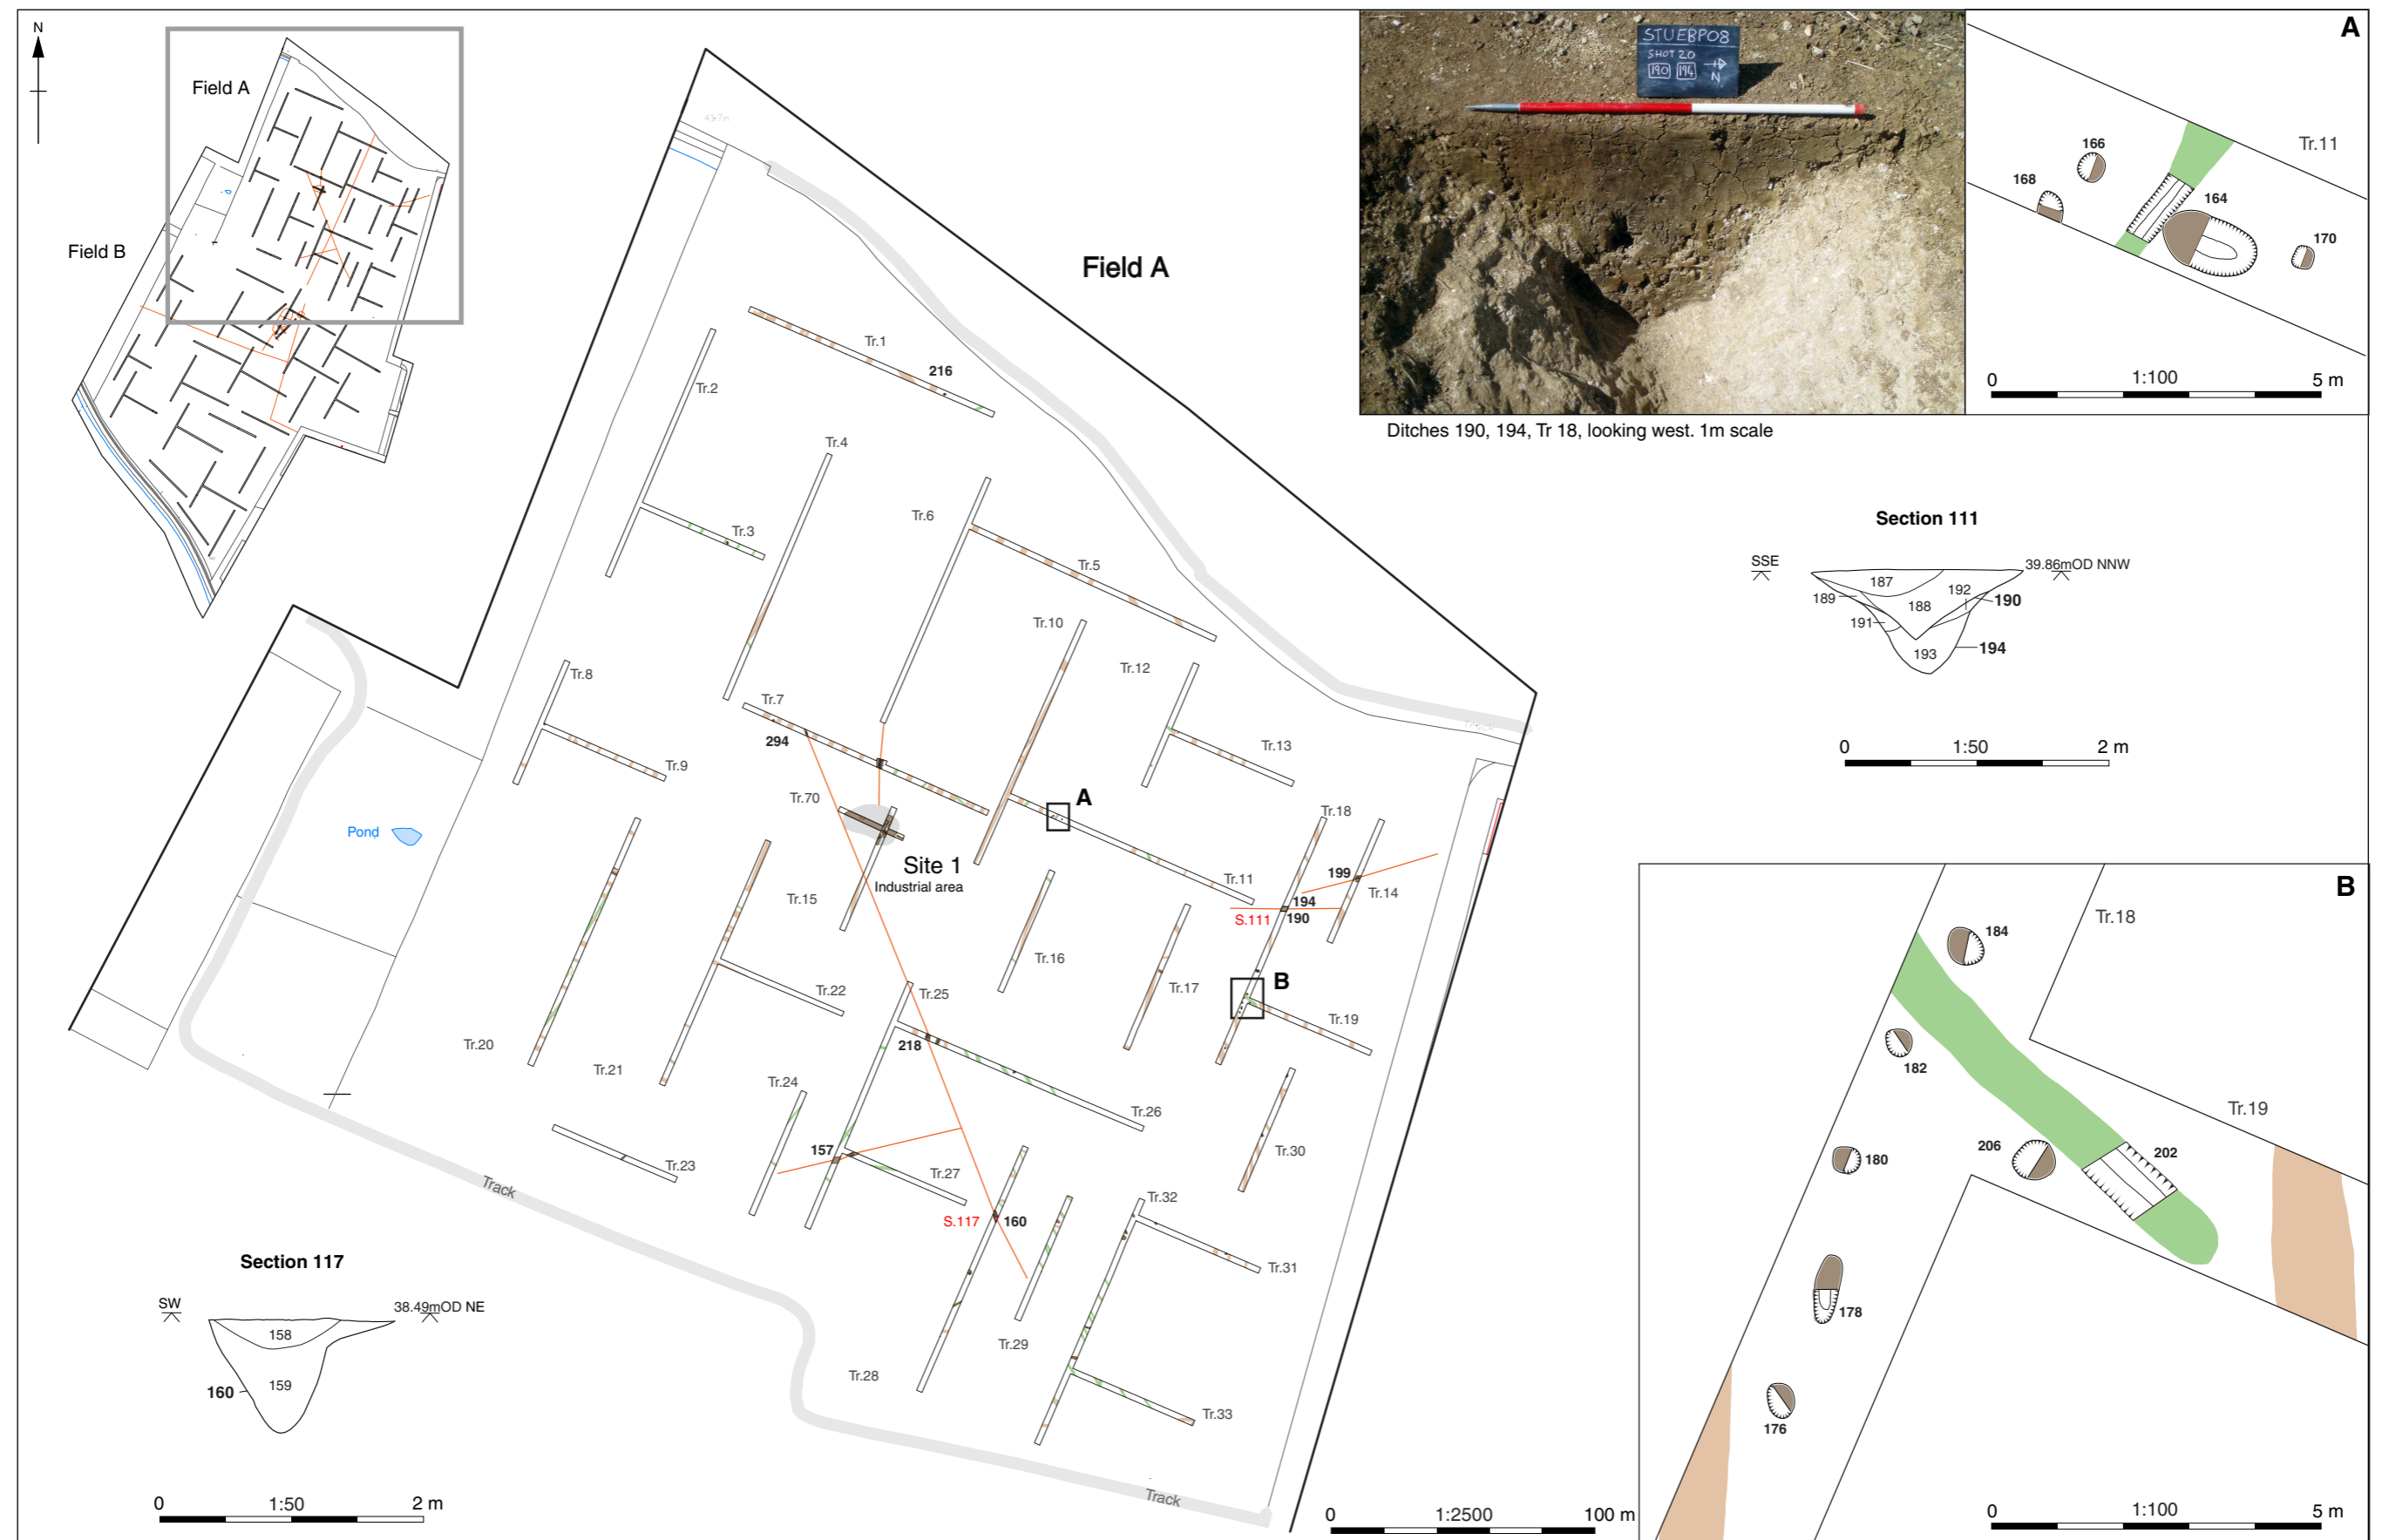 N
Field A
Field B
49.7m
Field A
Tr.1
216
Tr.2
Tr.4
Tr.3
Tr.6
Tr.5
Tr.10
Tr.12
Tr.8
Tr.7
294
Tr.13
Tr.9
Tr.70
A
Tr.18
Pond
Site 1
Industrial area
Tr.15
Tr.11
199
Tr.14
194
S.111
190
Tr.16
Tr.22
Tr.25
Tr.17
B
Tr.19
Tr.20
218
Tr.21
Tr.24
Tr.26
157
Tr.23
Tr.27
Tr.30
Track
S.117
160
Tr.32
Tr.31
Tr.29
Tr.28
Tr.33
Track
0 1:2500 100 m
Section 117
SW
38.49mOD NE
158
159
160
0 1:50 2 m
STUEBP08
SHOT 20
190 194
N
Ditches 190, 194, Tr 18, looking west. 1m scale
A
Tr.11
166
168
164
170
0 1:100 5 m
Section 111
SSE
39.86mOD NNW
187
192
189
188
190
191
194
193
0 1:50 2 m
B
Tr.18
184
182
Tr.19
206
202
180
178
176
0 1:100 5 m